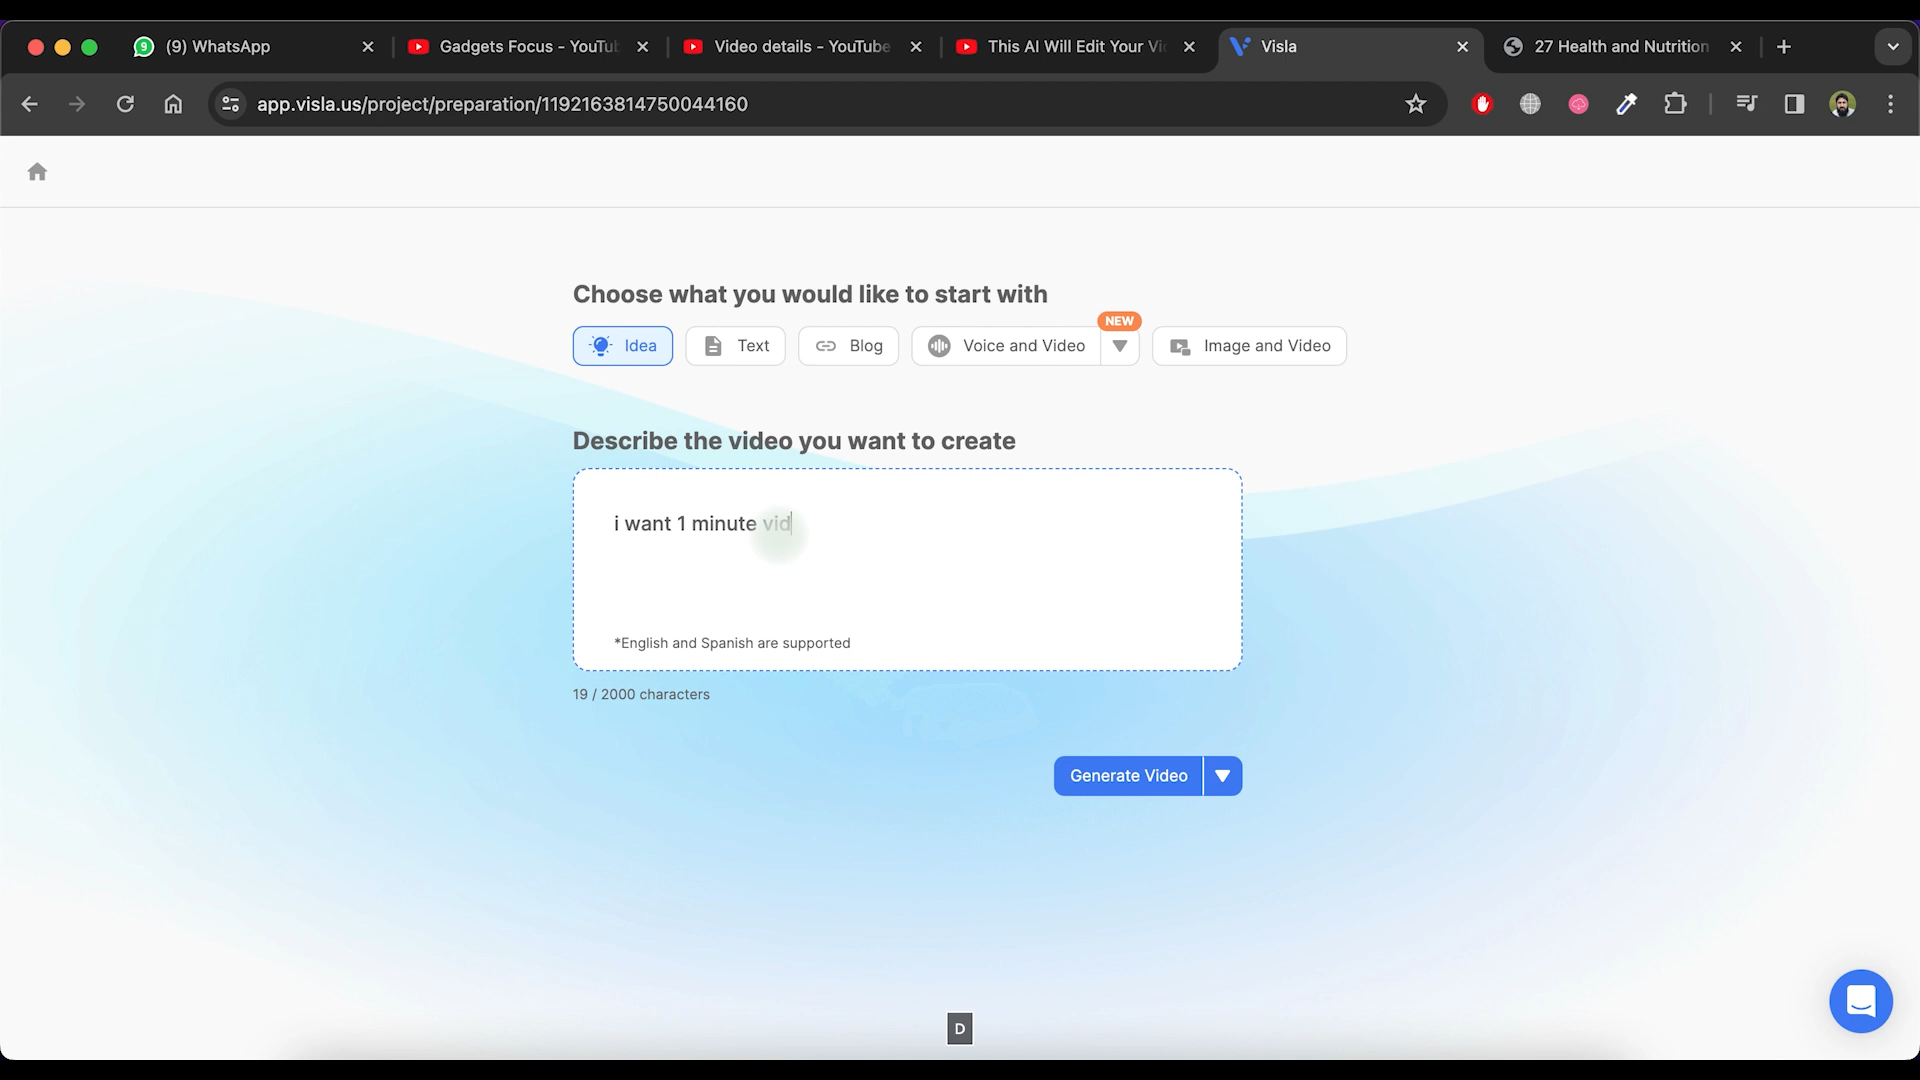 9
(9) WhatsApp
Gadgets Focus - YouTub
Video details - YouTube
This AI Will Edit Your Vi
Visla
27 Health and Nutrition
app.visla.us/project/preparation/1192163814750044160
Choose what you would like to start with
NEW
Idea
Text
Blog
Voice and Video
Image and Video
Describe the video you want to create
i want 1 minute vid
*English and Spanish are supported
19 / 2000 characters
Generate Video
D